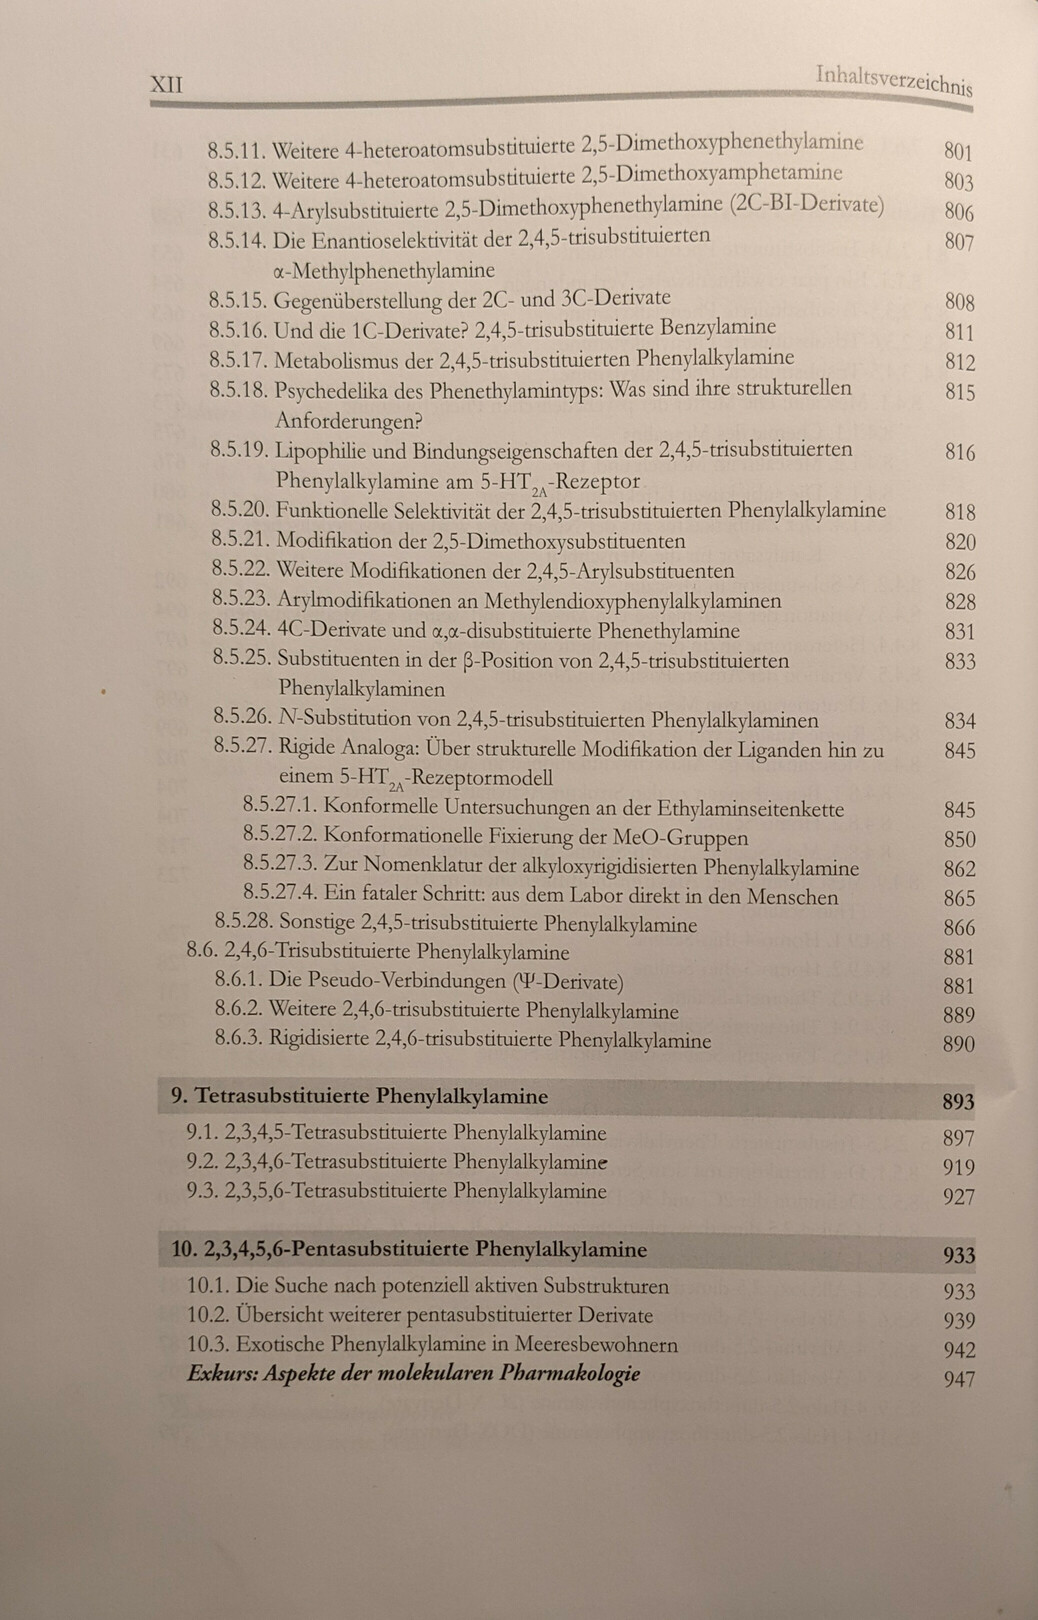 XII Inhaltsverzeichnis
8.5.11. Weitere 4-heteroatomsubstituierte 2,5-Dimethoxyphenethylamine 801
8.5.12. Weitere 4-heteroatomsubstituierte 2,5-Dimethoxyamphetamine 803
8.5.13. 4-Arylsubstituierte 2,5-Dimethoxyphenethylamine (2C-BI-Derivate) 806
8.5.14. Die Enantioselektivität der 2,4,5-trisubstituierten 807
α-Methylphenethylamine
8.5.15. Gegenüberstellung der 2C- und 3C-Derivate 808
8.5.16. Und die 1C-Derivate? 2,4,5-trisubstituierte Benzylamine 811
8.5.17. Metabolismus der 2,4,5-trisubstituierten Phenylalkylamine 812
8.5.18. Psychedelika des Phenethylamintyps: Was sind ihre strukturellen 815
Anforderungen?
8.5.19. Lipophilie und Bindungseigenschaften der 2,4,5-trisubstituierten 816
Phenylalkylamine am 5-HT2A-Rezeptor
8.5.20. Funktionelle Selektivität der 2,4,5-trisubstituierten Phenylalkylamine 818
8.5.21. Modifikation der 2,5-Dimethoxysubstituenten 820
8.5.22. Weitere Modifikationen der 2,4,5-Arylsubstituenten 826
8.5.23. Arylmodifikationen an Methylendioxyphenylalkylaminen 828
8.5.24. 4C-Derivate und α,α-disubstituierte Phenethylamine 831
8.5.25. Substituenten in der β-Position von 2,4,5-trisubstituierten 833
Phenylalkylaminen
8.5.26. N-Substitution von 2,4,5-trisubstituierten Phenylalkylaminen 834
8.5.27. Rigide Analoga: Über strukturelle Modifikation der Liganden hin zu 845
einem 5-HT2A-Rezeptormodell
8.5.27.1. Konformelle Untersuchungen an der Ethylaminseitenkette 845
8.5.27.2. Konformationelle Fixierung der MeO-Gruppen 850
8.5.27.3. Zur Nomenklatur der alkyloxyrigidisierten Phenylalkylamine 862
8.5.27.4. Ein fataler Schritt: aus dem Labor direkt in den Menschen 865
8.5.28. Sonstige 2,4,5-trisubstituierte Phenylalkylamine 866
8.6. 2,4,6-Trisubstituierte Phenylalkylamine 881
8.6.1. Die Pseudo-Verbindungen (Ψ-Derivate) 881
8.6.2. Weitere 2,4,6-trisubstituierte Phenylalkylamine 889
8.6.3. Rigidisierte 2,4,6-trisubstituierte Phenylalkylamine 890
9. Tetrasubstituierte Phenylalkylamine 893
9.1. 2,3,4,5-Tetrasubstituierte Phenylalkylamine 897
9.2. 2,3,4,6-Tetrasubstituierte Phenylalkylamine 919
9.3. 2,3,5,6-Tetrasubstituierte Phenylalkylamine 927
10. 2,3,4,5,6-Pentasubstituierte Phenylalkylamine 933
10.1. Die Suche nach potenziell aktiven Substrukturen 933
10.2. Übersicht weiterer pentasubstituierter Derivate 939
10.3. Exotische Phenylalkylamine in Meeresbewohnern 942
Exkurs: Aspekte der molekularen Pharmakologie 947